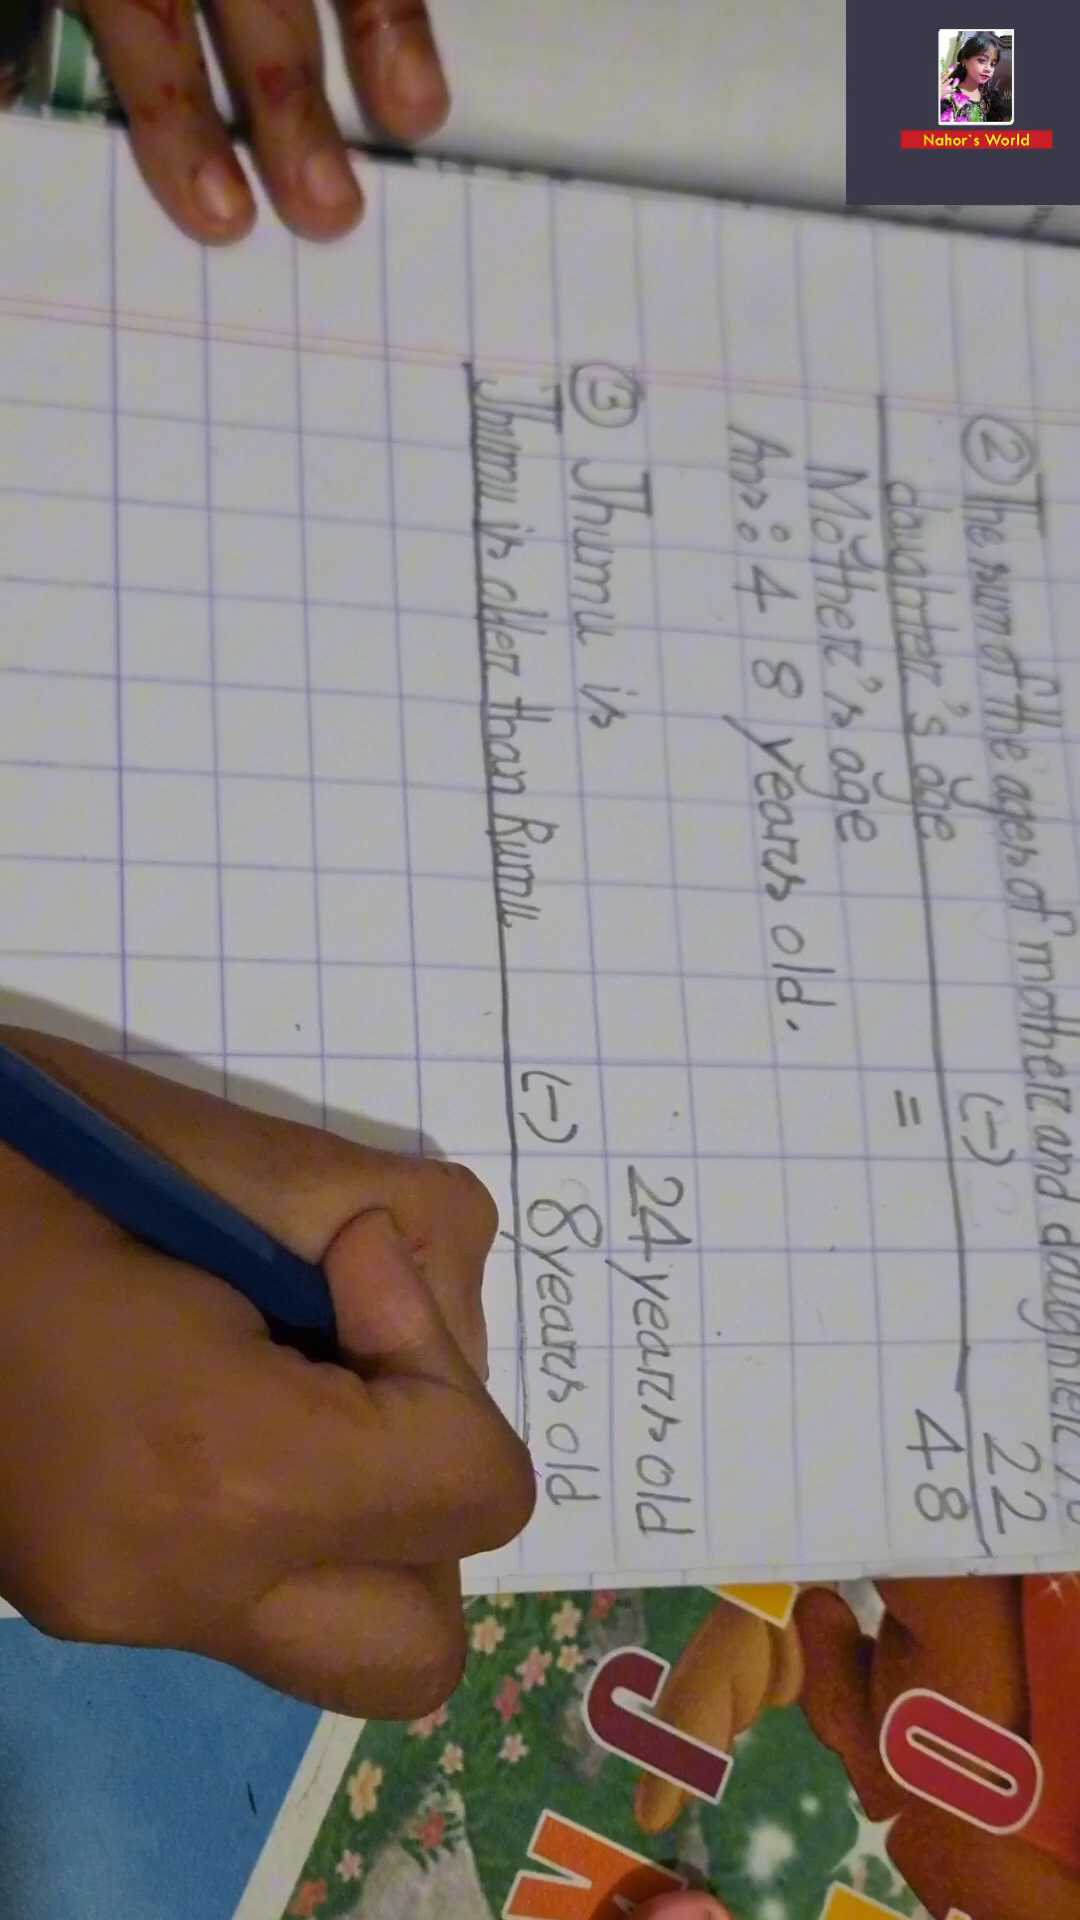 Nahor`s World
② The sum of the ages of mother and daughter
(-) 22
daughter's age
Mother's age = 48
Ans: 48 years old.
24 years old
③ Jhumu is
(-) 8 years old
Jhumu is older than Rumu
J O